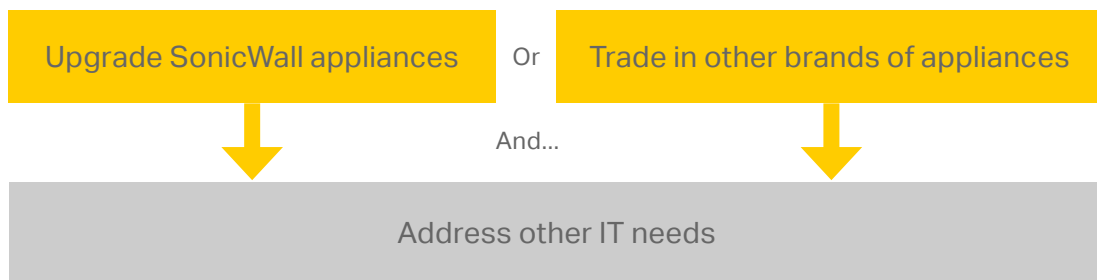 Upgrade SonicWall appliances
Or
Trade in other brands of appliances
And...
Address other IT needs